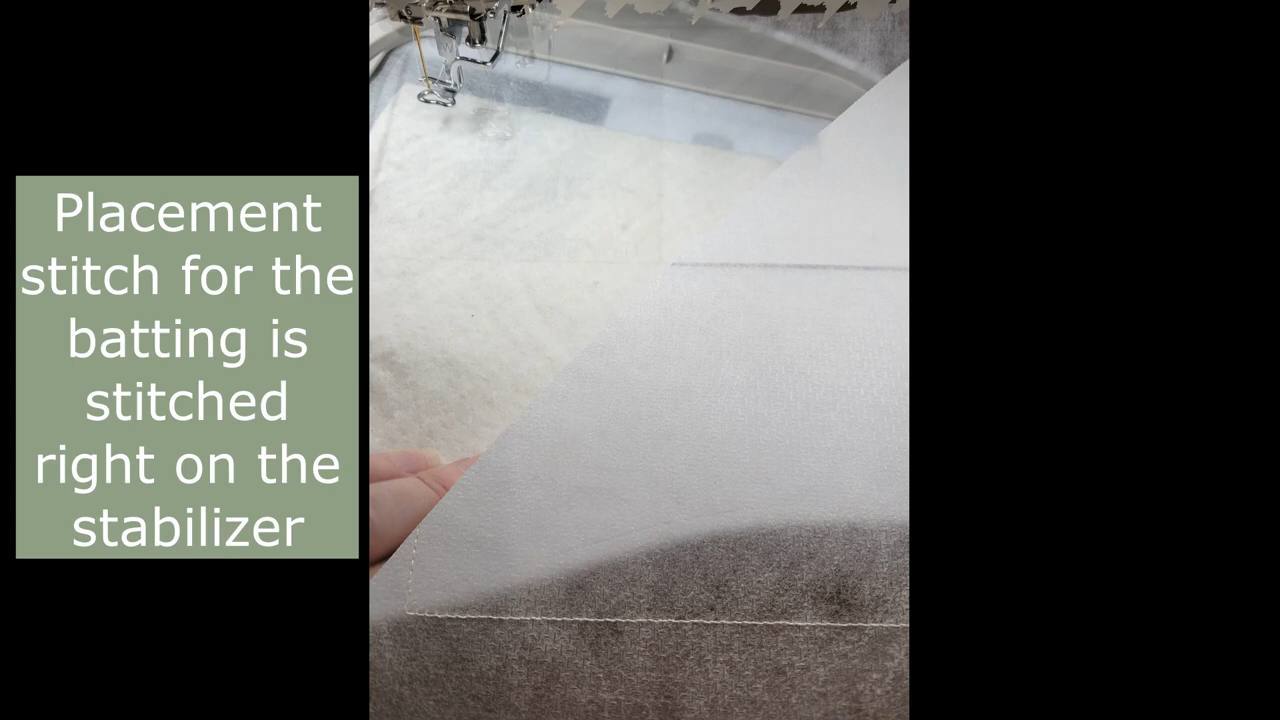 Placement
stitch for the
batting is
stitched
right on the
stabilizer